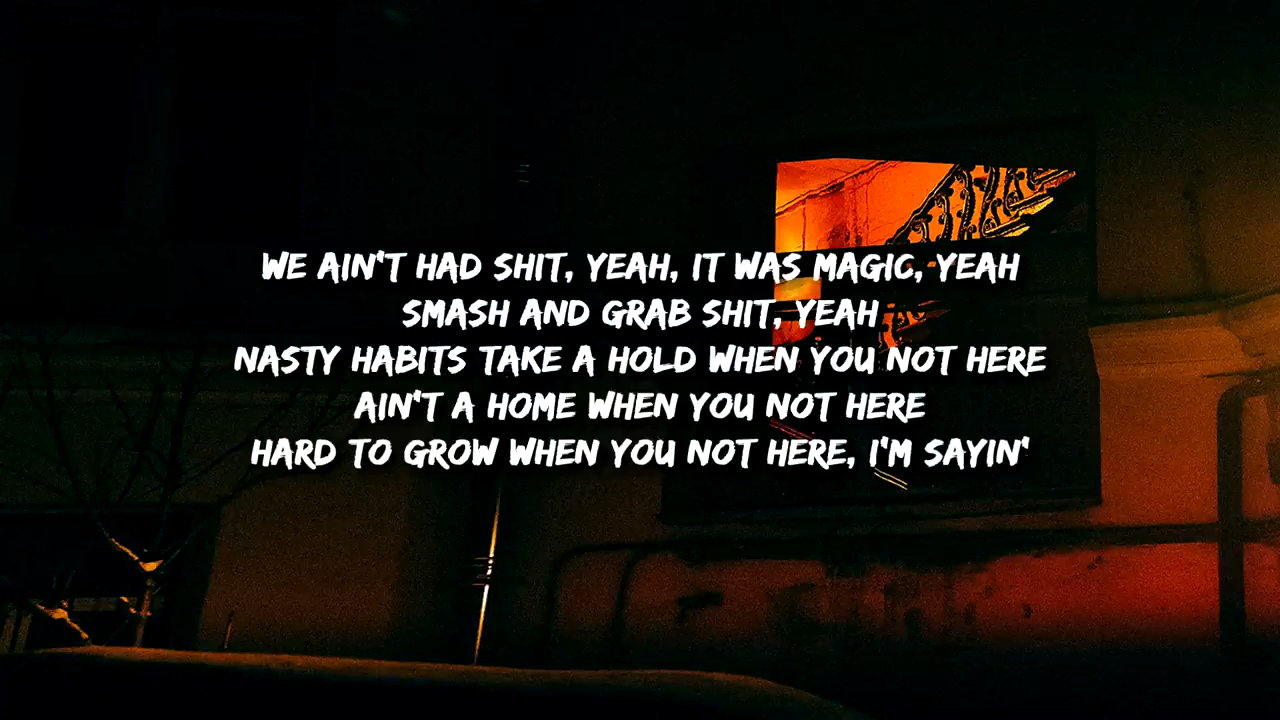 WE AIN'T HAD SHIT, YEAH, IT WAS MAGIC, YEAH
SMASH AND GRAB SHIT, YEAH
NASTY HABITS TAKE A HOLD WHEN YOU NOT HERE
AIN'T A HOME WHEN YOU NOT HERE
HARD TO GROW WHEN YOU NOT HERE, I'M SAYIN'